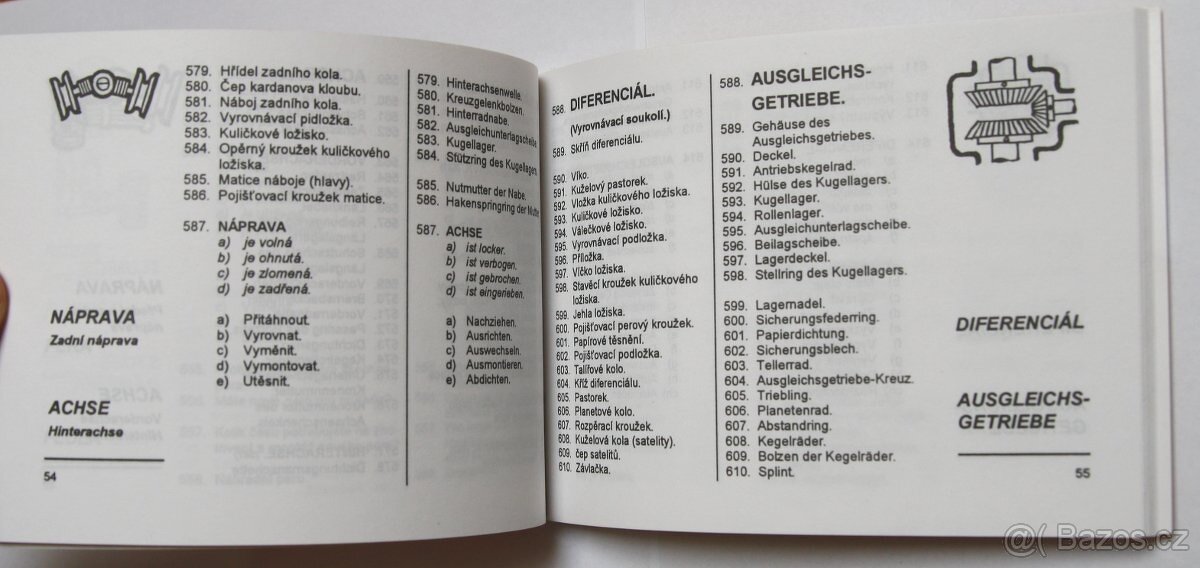 579. Hřídel zadního kola.
580. Čep kardanova kloubu.
581. Náboj zadního kola.
582. Vyrovnávací pidložka.
583. Kuličkové ložisko.
584. Opěrný kroužek kuličkového
ložiska.
585. Matice náboje (hlavy).
586. Pojišťovací kroužek matice.
587. NÁPRAVA
a) je volná
b) je ohnutá.
c) je zlomená.
d) je zadřená.
a) Přitáhnout.
b) Vyrovnat.
c) Vyměnit.
d) Vymontovat.
e) Utěsnit.
NÁPRAVA
Zadní náprava
ACHSE
Hinterachse
54
579. Hinterachsenwelle.
580. Kreuzgelenkbolzen.
581. Hinterradnabe.
582. Ausgleichunterlagscheibe
583. Kugellager.
584. Stützring des Kugellagers.
585. Nutmutter der Nabe.
586. Hakenspringring der Mutter
587. ACHSE
a) ist locker.
b) ist verbogen.
c) ist gebrochen.
d) ist eingerieben.
a) Nachziehen.
b) Ausrichten.
c) Auswechseln.
d) Ausmontieren.
e) Abdichten.
588. DIFERENCIÁL.
(Vyrovnávací soukolí.)
589. Skříň diferenciálu.
590. Víko.
591. Kuželový pastorek.
592. Vložka kuličkového ložiska.
593. Kuličkové ložisko.
594. Válečkové ložisko.
595. Vyrovnávací podložka.
596. Příložka.
597. Víčko ložiska.
598. Stavěcí kroužek kuličkového
ložiska.
599. Jehla ložiska.
600. Pojišťovací perový kroužek.
601. Papírové těsnění.
602. Pojišťovací podložka.
603. Talířové kolo.
604. Kříž diferenciálu.
605. Pastorek.
606. Planetové kolo.
607. Rozpěrací kroužek.
608. Kuželová kola (satelity).
609. čep satelitů.
610. Závlačka.
588. AUSGLEICHS-
GETRIEBE.
589. Gehäuse des
Ausgleichsgetriebes.
590. Deckel.
591. Antriebskegelrad.
592. Hülse des Kugellagers.
593. Kugellager.
594. Rollenlager.
595. Ausgleichunterlagscheibe.
596. Beilagscheibe.
597. Lagerdeckel.
598. Stellring des Kugellagers.
599. Lagernadel.
600. Sicherungsfederring.
601. Papierdichtung.
602. Sicherungsblech.
603. Tellerrad.
604. Ausgleichsgetriebe-Kreuz.
605. Triebling.
606. Planetenrad.
607. Abstandring.
608. Kegelräder.
609. Bolzen der Kegelräder.
610. Splint.
DIFERENCIÁL
AUSGLEICHS-
GETRIEBE
55
@( Bazos.cz